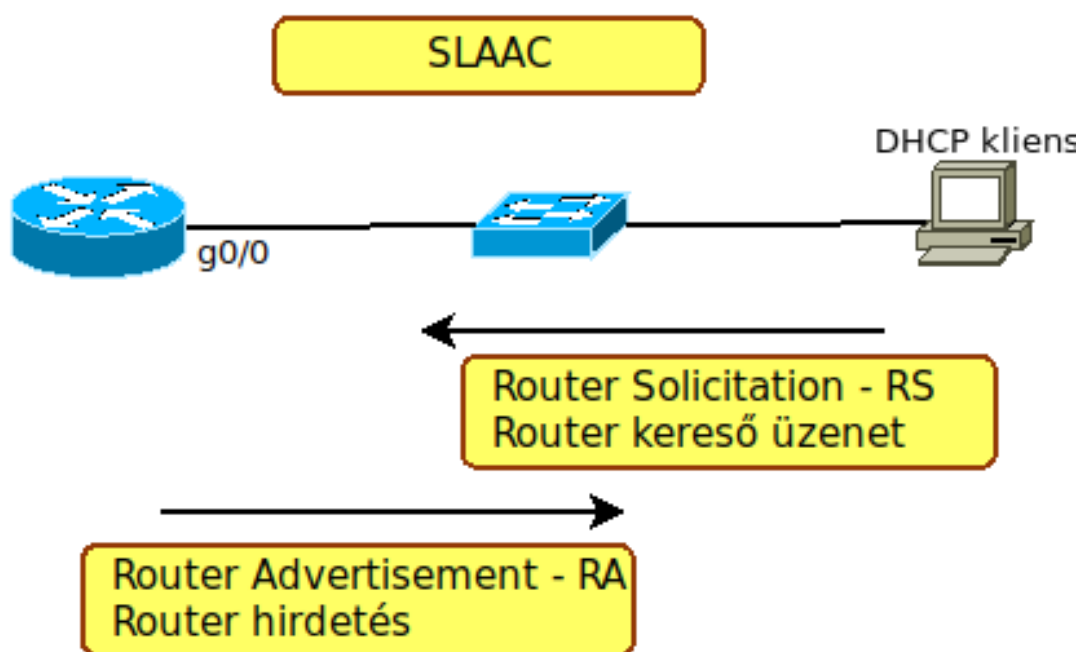 SLAAC
DHCP kliens
g0/0
Router Solicitation - RS
Router kereső üzenet
Router Advertisement - RA
Router hirdetés